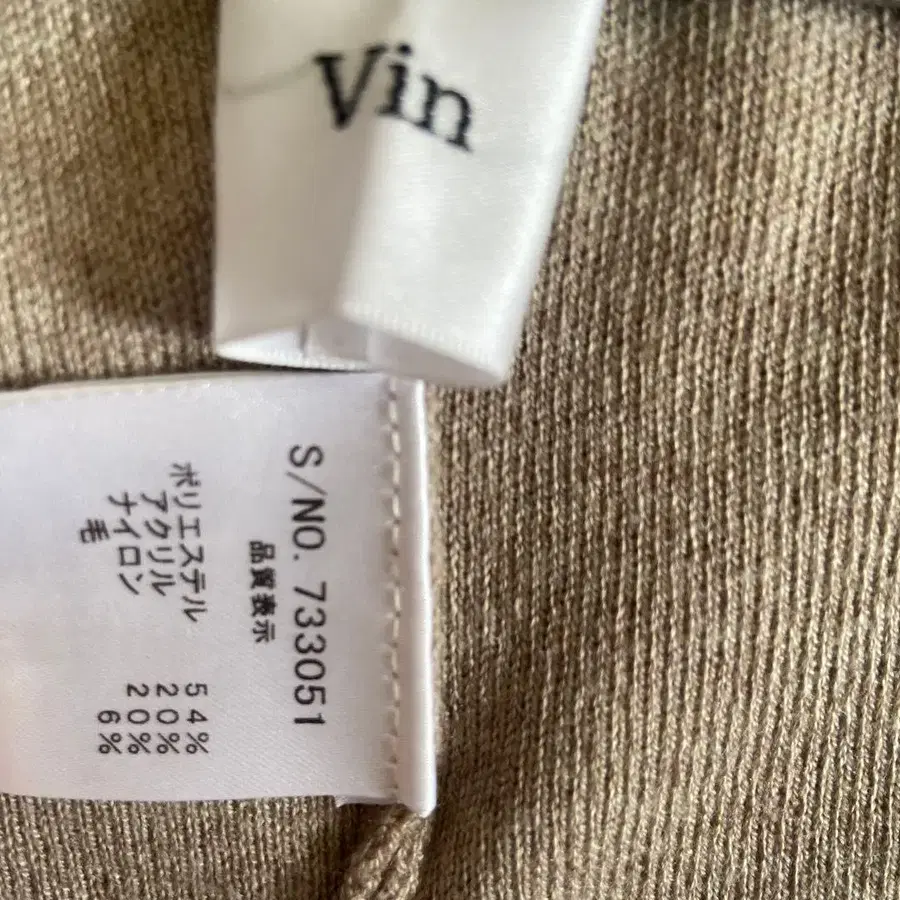 Vin
S/NO. 733051
品質表示
ポリエステル 54%
アクリル 20%
ナイロン 20%
毛 6%